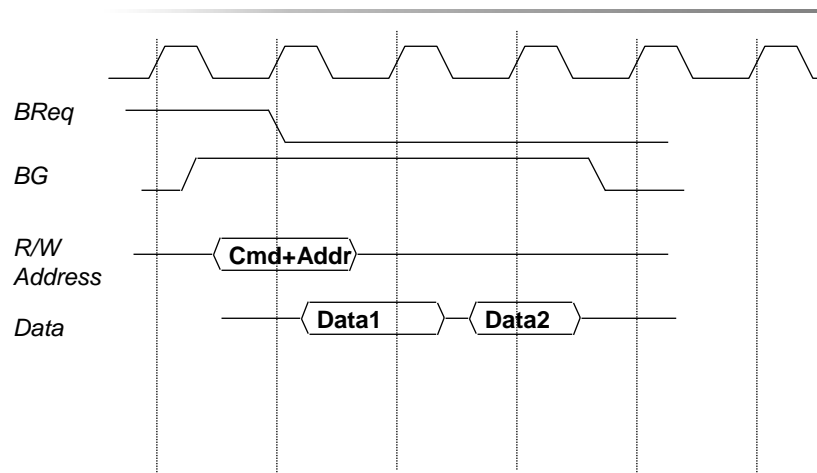 BReq
BG
R/W
Address
Cmd+Addr
Data
Data1
Data2